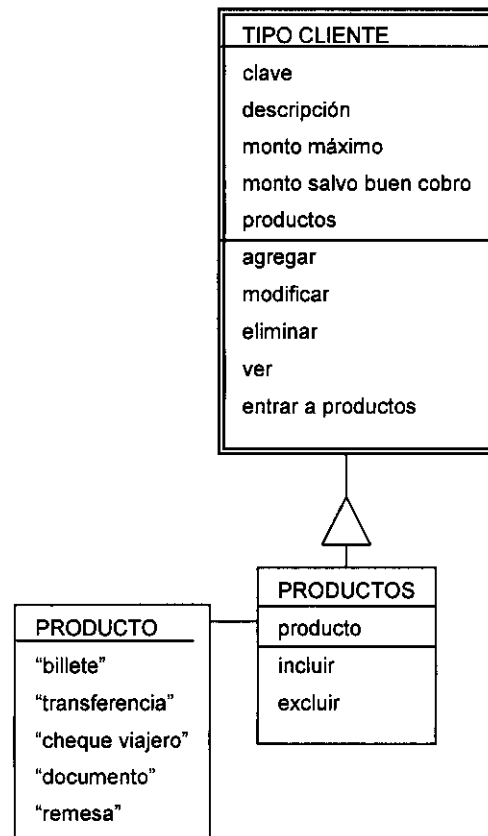 TIPO CLIENTE
clave
descripción
monto máximo
monto salvo buen cobro
productos
agregar
modificar
eliminar
ver
entrar a productos
PRODUCTOS
producto
incluir
excluir
PRODUCTO
“billete”
“transferencia”
“cheque viajero”
“documento”
“remesa”